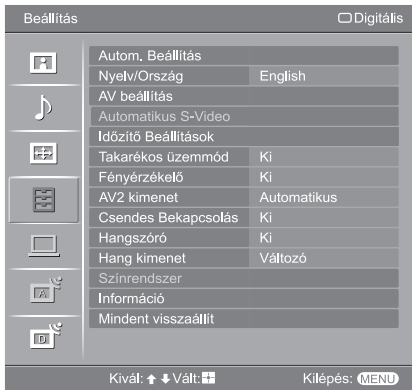 Beállítás Digitális
Autom. Beállítás
Nyelv/Ország English
AV beállítás
Automatikus S-Video
Időzítő Beállítások
Takarékos üzemmód Ki
Fényérzékelő Ki
AV2 kimenet Automatikus
Csendes Bekapcsolás Ki
Hangszóró Ki
Hang kimenet Változó
Színrendszer
A
Információ
Mindent visszaállít
D
Kivál: Vált: Kilépés: MENU